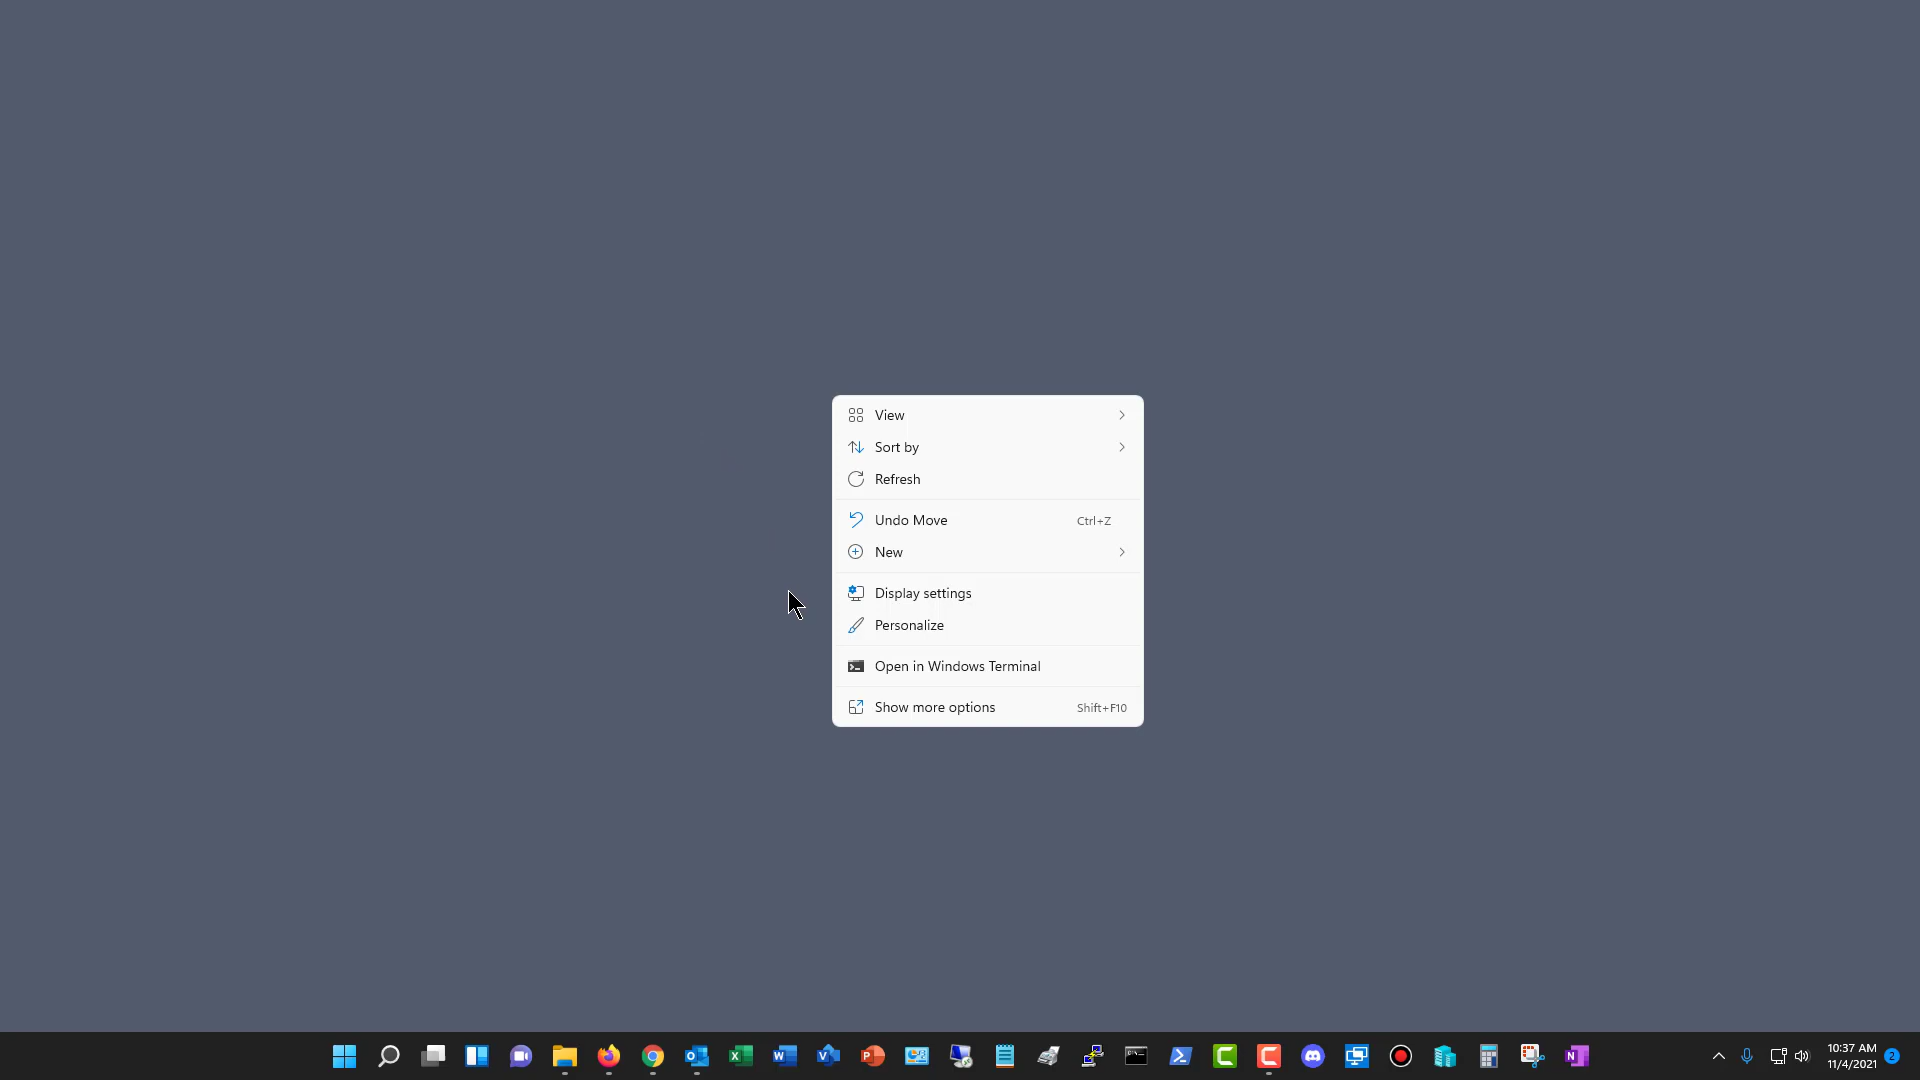 View
Sort by
Refresh
Undo Move Ctrl+Z
New
Display settings
Personalize
Open in Windows Terminal
Show more options Shift+F10
10:37 AM
11/4/2021
2